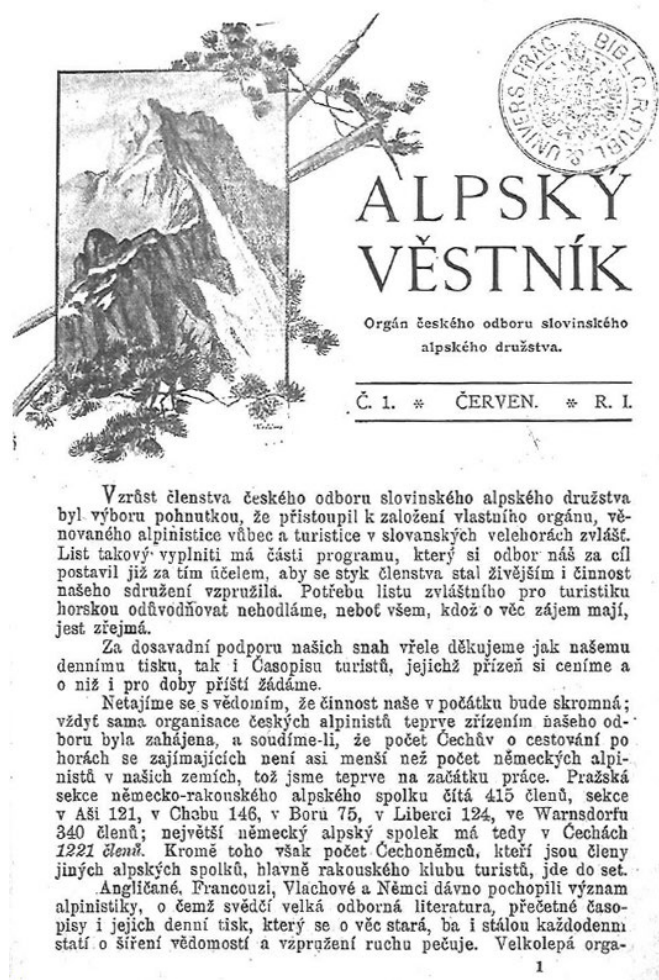 UNIVERS. PRAG. * BIBL. C. R. PUBL. &
ALPSKÝ
VĚSTNÍK
Orgán českého odboru slovinského
alpského družstva.
Č. 1. * ČERVEN. * R. I.
Vzrůst členstva českého odboru slovinského alpského družstva
byl výboru pohnutkou, že přistoupil k založení vlastního orgánu, vě-
novaného alpinistice vůbec a turistice v slovanských velehorách zvlášť.
List takový vyplniti má části programu, který si odbor náš za cíl
postavil již za tím účelem, aby se styk členstva stal živějším i činnost
našeho sdružení vzpružila. Potřebu listu zvláštního pro turistiku
horskou odůvodňovat nehodláme, neboť všem, kdož o věc zájem mají,
jest zřejmá.
Za dosavadní podporu našich snah vřele děkujeme jak našemu
dennímu tisku, tak i Časopisu turistů, jejichž přízeň si ceníme a
o niž i pro doby příští žádáme.
Netajíme se s vědomím, že činnost naše v počátku bude skromná;
vždyť sama organisace českých alpinistů teprve zřízením našeho od-
boru byla zahájena, a soudíme-li, že počet Čechův o cestování po
horách se zajímajících není asi menší než počet německých alpi-
nistů v našich zemích, tož jsme teprve na začátku práce. Pražská
sekce německo-rakouského alpského spolku čítá 415 členů, sekce
v Aši 121, v Chebu 146, v Boru 75, v Liberci 124, ve Warnsdorfu
340 členů; největší německý alpský spolek má tedy v Čechách
1221 členů. Kromě toho však počet Čechoněmců, kteří jsou členy
jiných alpských spolků, hlavně rakouského klubu turistů, jde do set.
Angličané, Francouzi, Vlachové a Němci dávno pochopili význam
alpinistiky, o čemž svědčí velká odborná literatura, přečetné časo-
pisy i jejich denní tisk, který se o věc stará, ba i stálou každodenní
statí o šíření vědomostí a vzpružení ruchu pečuje. Velkolepá orga-
1